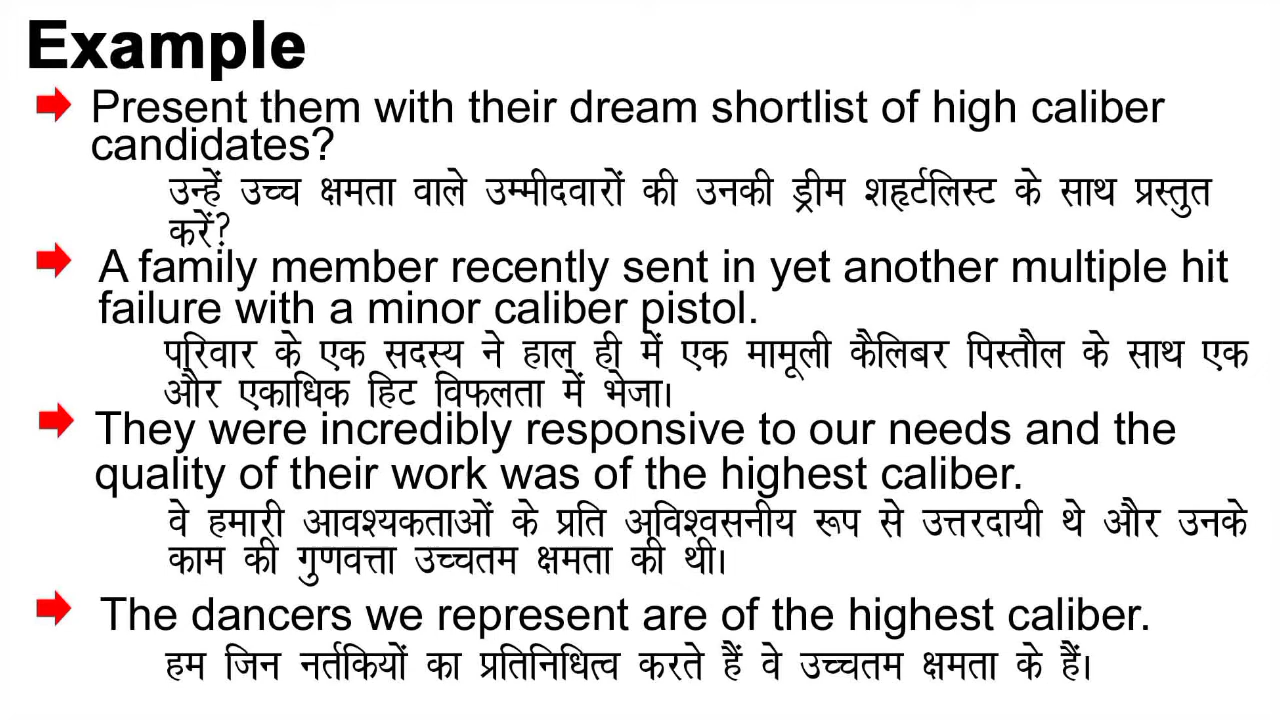 Example
Present them with their dream shortlist of high caliber
candidates?
उन्हें उच्च क्षमता वाले उम्मीदवारों की उनकी ड्रीम शहृर्टलिस्ट के साथ प्रस्तुत
करें?
A family member recently sent in yet another multiple hit
failure with a minor caliber pistol.
परिवार के एक सदस्य ने हाल ही में एक मामूली कैलिबर पिस्तौल के साथ एक
और एकाधिक हिट विफलता में भेजा।
They were incredibly responsive to our needs and the
quality of their work was of the highest caliber.
वे हमारी आवश्यकताओं के प्रति अविश्वसनीय रूप से उत्तरदायी थे और उनके
काम की गुणवत्ता उच्चतम क्षमता की थी।
The dancers we represent are of the highest caliber.
हम जिन नर्तकियों का प्रतिनिधित्व करते हैं वे उच्चतम क्षमता के हैं।